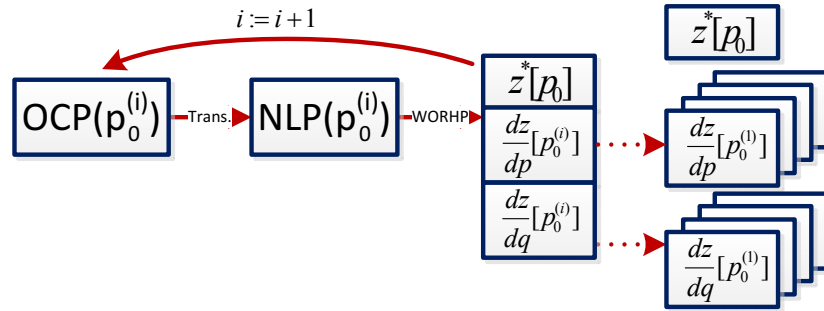 i := i+1
z*[p₀]
OCP(p₀⁽ⁱ⁾)
Trans.
NLP(p₀⁽ⁱ⁾)
WORHP
z*[p₀]
dz/dp [p₀⁽ⁱ⁾]
dz/dp [p₀⁽¹⁾]
dz/dq [p₀⁽ⁱ⁾]
dz/dq [p₀⁽¹⁾]